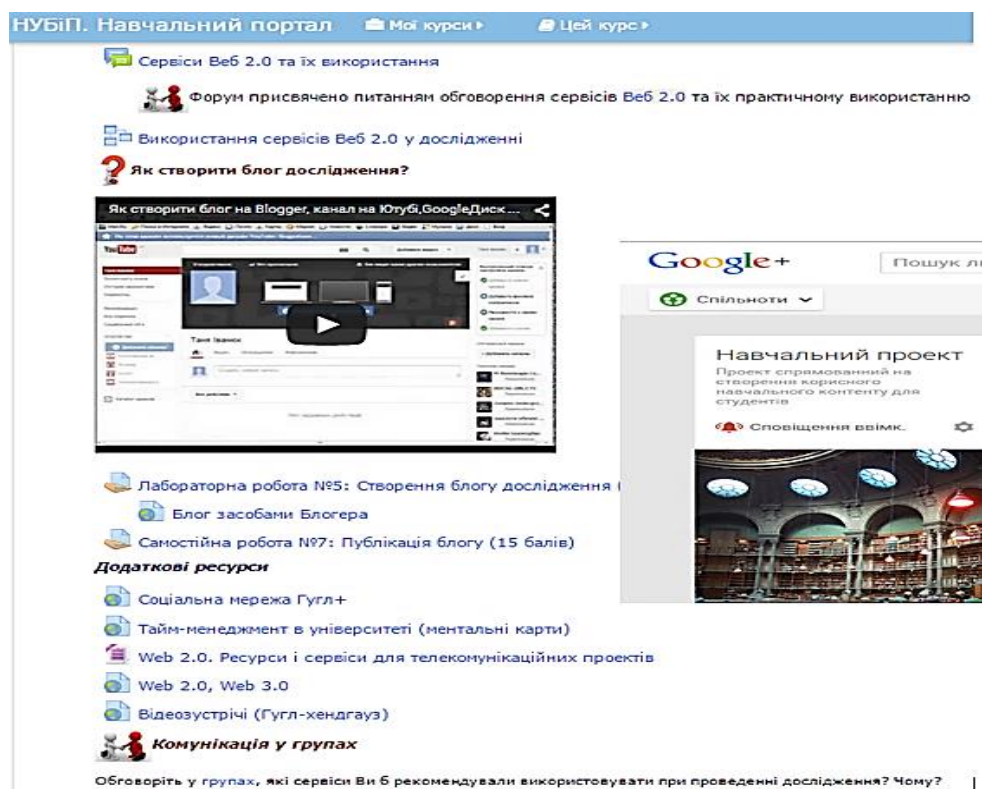 НУБіП. Навчальний портал Мої курси Цей курс
Сервіси Веб 2.0 та їх використання
Форум присвячено питанням обговорення сервісів Веб 2.0 та їх практичному використанню
Використання сервісів Веб 2.0 у дослідженні
Як створити блог дослідження?
Як створити блог на Blogger, канал на Ютубі,GoogleДиск ...
You Tube
Таня Іванюк
Google+ Пошук л
Спільноти
Навчальний проект
Проект спрямований на
створення корисного
навчального контенту для
студентів
Сповіщення ввімк.
Лабораторна робота №5: Створення блогу дослідження (
Блог засобами Блогера
Самостійна робота №7: Публікація блогу (15 балів)
Додаткові ресурси
Соціальна мережа Гугл+
Тайм-менеджмент в університеті (ментальні карти)
Web 2.0. Ресурси і сервіси для телекомунікаційних проектів
Web 2.0, Web 3.0
Відеозустрічі (Гугл-хендгауз)
Комунікація у групах
Обговоріть у групах, які сервіси Ви б рекомендували використовувати при проведенні дослідження? Чому?